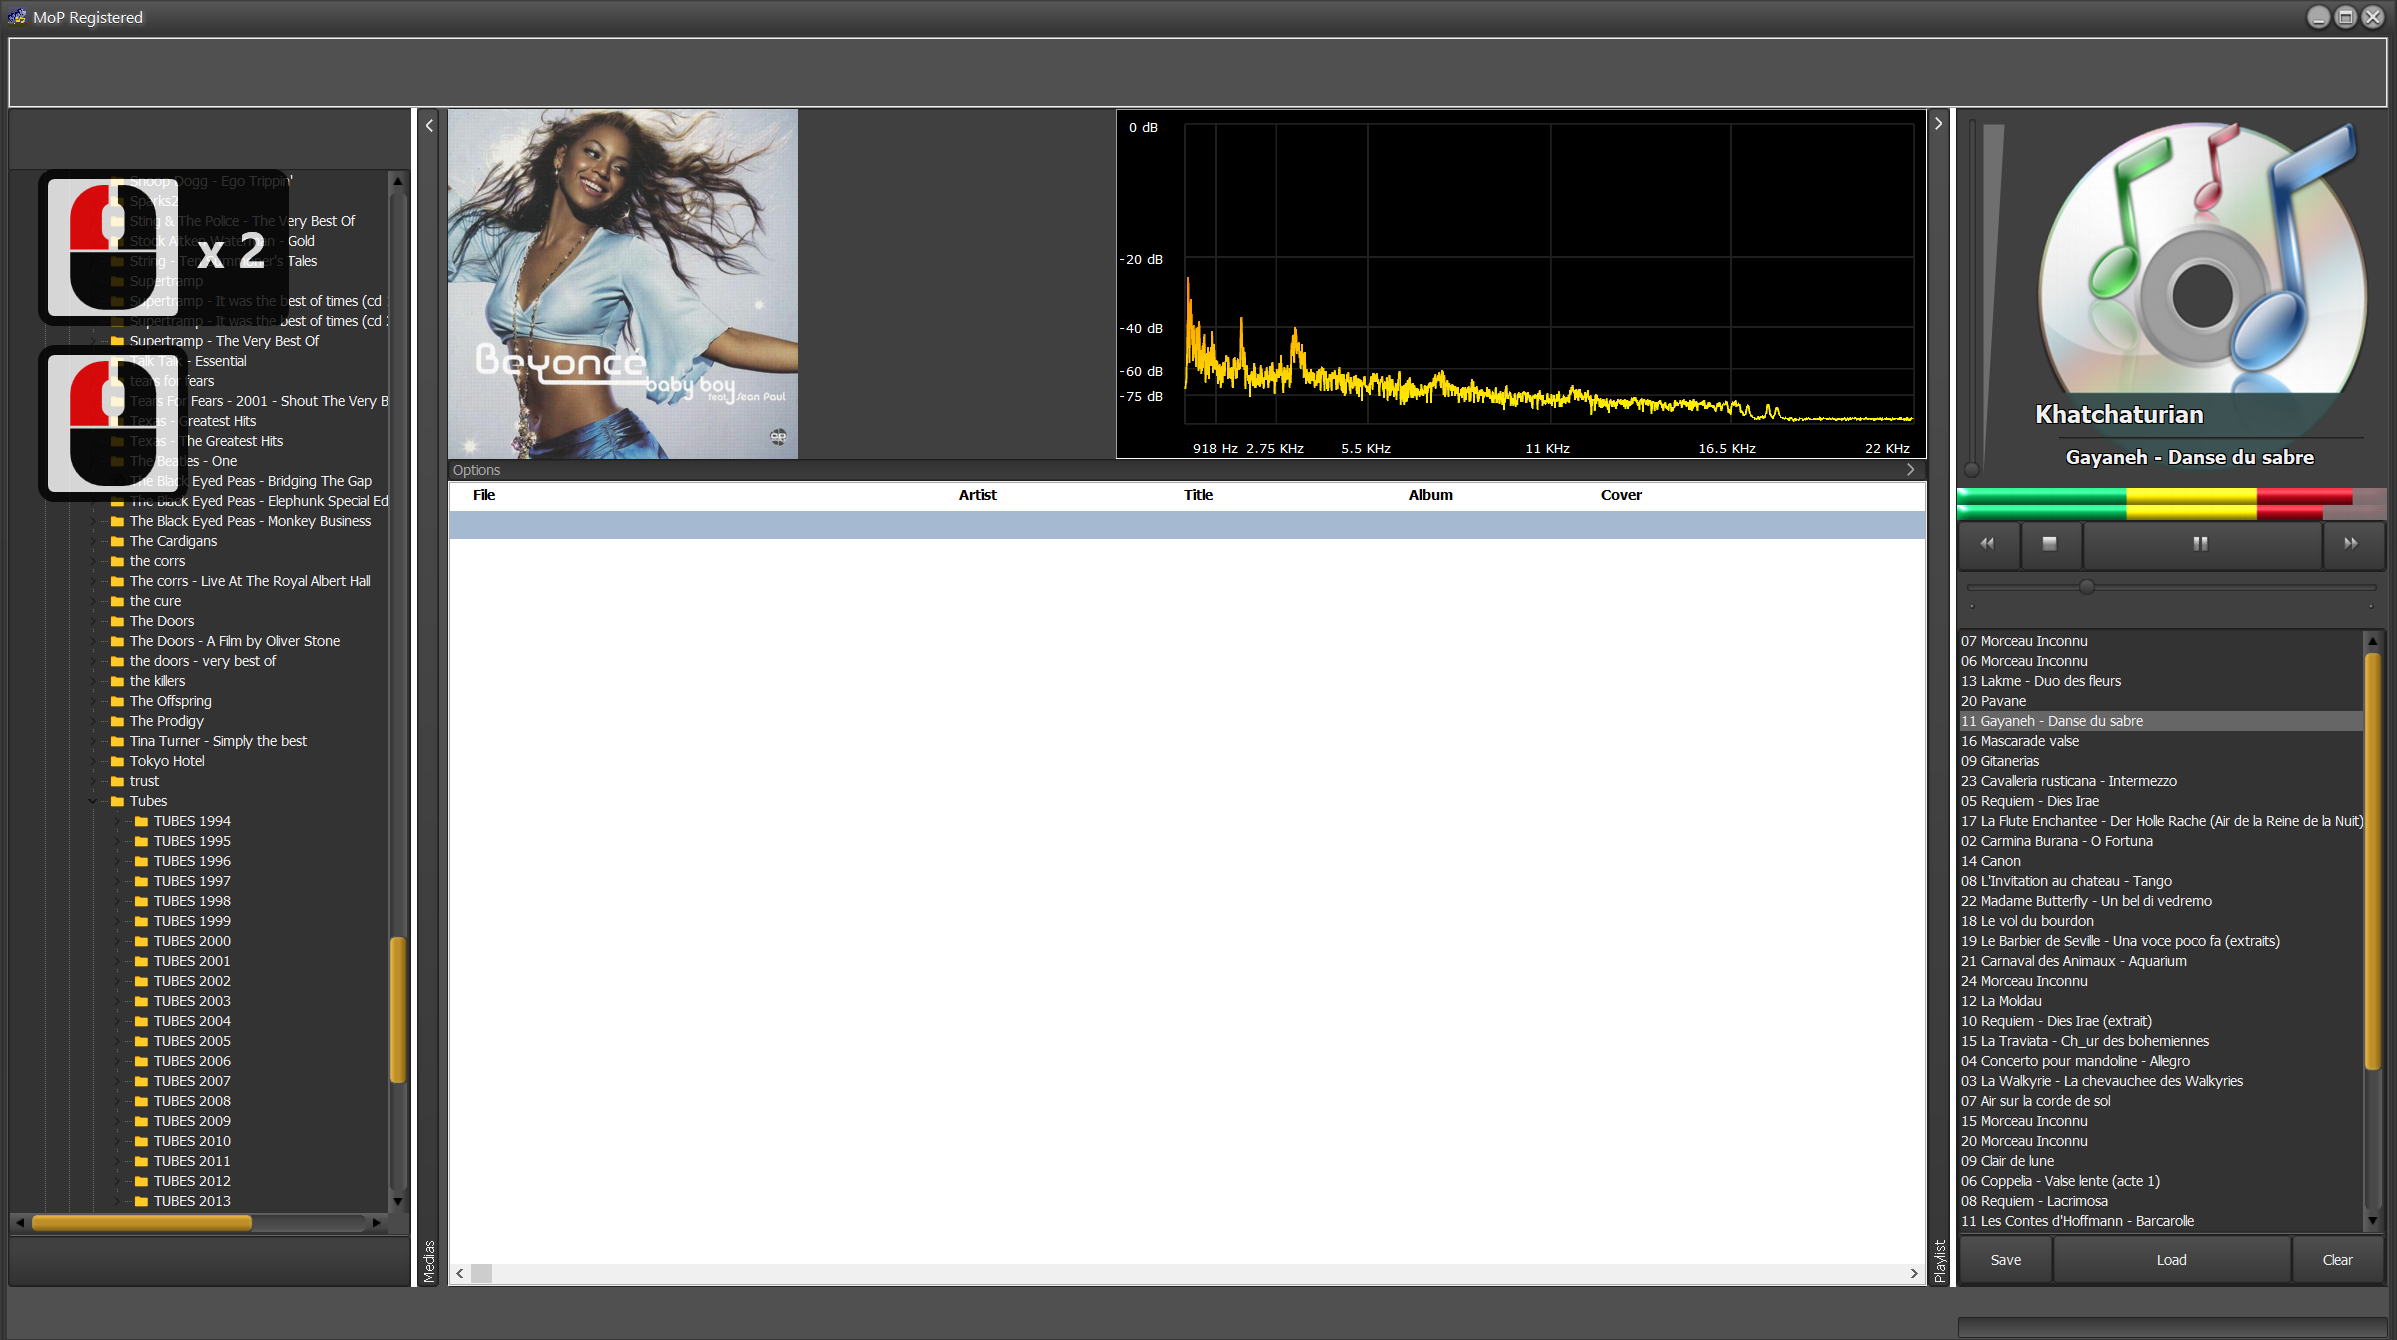 MoP Registered
Snoop Dogg - Ego Trippin'
Sparks2
Sting & The Police - The Very Best Of
Stock Aitken Waterman - Gold
String - Ten Summoner's Tales
Supertramp
Supertramp - It was the best of times (cd
Supertramp - It was the best of times (cd
Supertramp - The Very Best Of
Talk Talk - Essential
tears for fears
Tears For Fears - 2001 - Shout The Very B
Texas - Greatest Hits
Texas - The Greatest Hits
The Beatles - One
The Black Eyed Peas - Bridging The Gap
The Black Eyed Peas - Elephunk Special Ed
The Black Eyed Peas - Monkey Business
The Cardigans
the corrs
The corrs - Live At The Royal Albert Hall
the cure
The Doors
The Doors - A Film by Oliver Stone
the doors - very best of
the killers
The Offspring
The Prodigy
Tina Turner - Simply the best
Tokyo Hotel
trust
Tubes
TUBES 1994
TUBES 1995
TUBES 1996
TUBES 1997
TUBES 1998
TUBES 1999
TUBES 2000
TUBES 2001
TUBES 2002
TUBES 2003
TUBES 2004
TUBES 2005
TUBES 2006
TUBES 2007
TUBES 2008
TUBES 2009
TUBES 2010
TUBES 2011
TUBES 2012
TUBES 2013
x 2
Medias
Beyoncé
baby boy
feat. Sean Paul
0 dB
-20 dB
-40 dB
-60 dB
-75 dB
918 Hz 2.75 KHz 5.5 KHz 11 KHz 16.5 KHz 22 KHz
Options
File Artist Title Album Cover
Playlist
Khatchaturian
Gayaneh - Danse du sabre
07 Morceau Inconnu
06 Morceau Inconnu
13 Lakme - Duo des fleurs
20 Pavane
11 Gayaneh - Danse du sabre
16 Mascarade valse
09 Gitanerias
23 Cavalleria rusticana - Intermezzo
05 Requiem - Dies Irae
17 La Flute Enchantee - Der Holle Rache (Air de la Reine de la Nuit)
02 Carmina Burana - O Fortuna
14 Canon
08 L'Invitation au chateau - Tango
22 Madame Butterfly - Un bel di vedremo
18 Le vol du bourdon
19 Le Barbier de Seville - Una voce poco fa (extraits)
21 Carnaval des Animaux - Aquarium
24 Morceau Inconnu
12 La Moldau
10 Requiem - Dies Irae (extrait)
15 La Traviata - Ch_ur des bohemiennes
04 Concerto pour mandoline - Allegro
03 La Walkyrie - La chevauchee des Walkyries
07 Air sur la corde de sol
15 Morceau Inconnu
20 Morceau Inconnu
09 Clair de lune
06 Coppelia - Valse lente (acte 1)
08 Requiem - Lacrimosa
11 Les Contes d'Hoffmann - Barcarolle
Save Load Clear